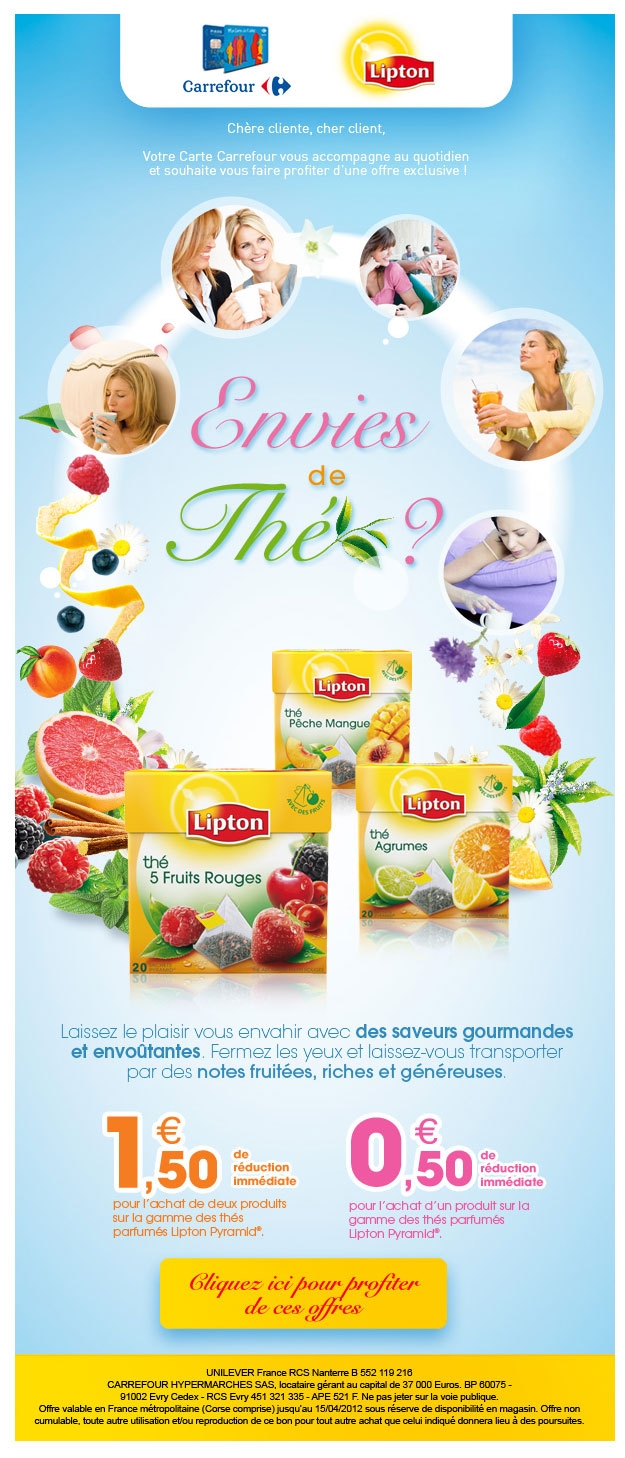 Carrefour
Lipton
Chère cliente, cher client,
Votre Carte Carrefour vous accompagne au quotidien
et souhaite vous faire profiter d'une offre exclusive !
Envies
de
Thé ?
Lipton
thé
Pêche Mangue
AVEC DES FRUITS
Lipton
thé
5 Fruits Rouges
20
AVEC DES FRUITS
Lipton
thé
Agrumes
20
Laissez le plaisir vous envahir avec des saveurs gourmandes
et envoûtantes. Fermez les yeux et laissez-vous transporter
par des notes fruitées, riches et généreuses.
1,50 €
de
réduction
immédiate
pour l'achat de deux produits
sur la gamme des thés
parfumés Lipton Pyramid®.
0,50 €
de
réduction
immédiate
pour l'achat d'un produit sur la
gamme des thés parfumés
Lipton Pyramid®.
Cliquez ici pour profiter
de ces offres
UNILEVER France RCS Nanterre B 552 119 216
CARREFOUR HYPERMARCHES SAS, locataire gérant au capital de 37 000 Euros. BP 60075 -
91002 Evry Cedex - RCS Evry 451 321 335 - APE 521 F. Ne pas jeter sur la voie publique.
Offre valable en France métropolitaine (Corse comprise) jusqu'au 15/04/2012 sous réserve de disponibilité en magasin. Offre non
cumulable, toute autre utilisation et/ou reproduction de ce bon pour tout autre achat que celui indiqué donnera lieu à des poursuites.